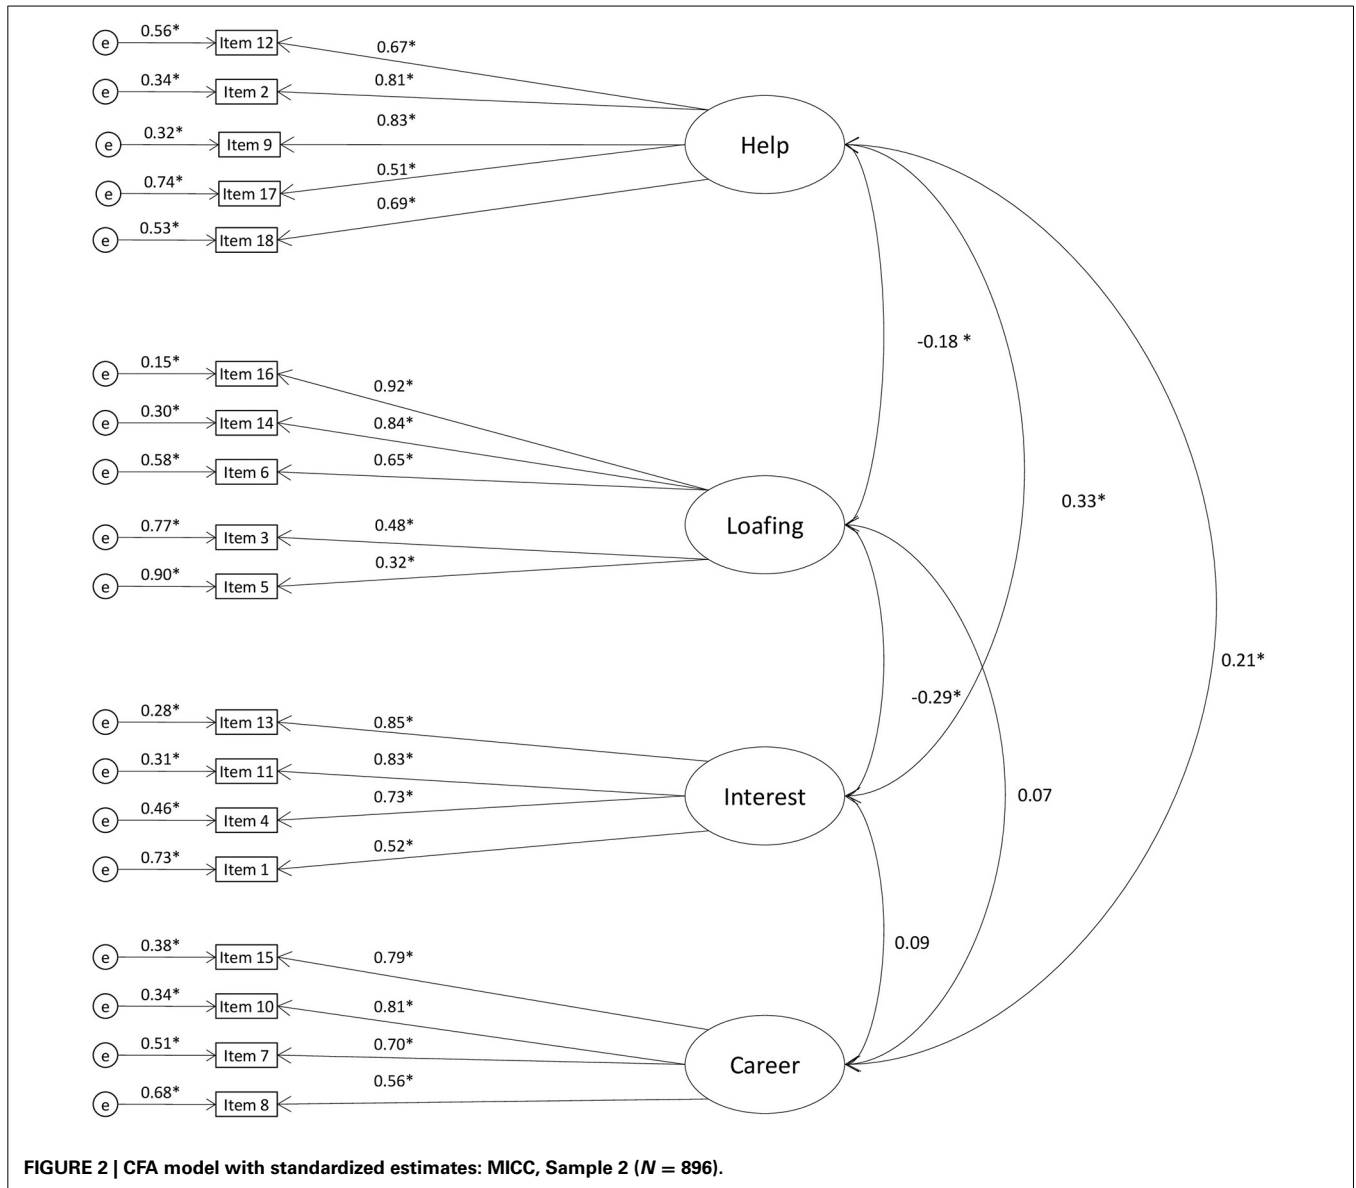 e 0.56* Item 12 0.67*
e 0.34* Item 2 0.81*
e 0.32* Item 9 0.83*
Help
e 0.74* Item 17 0.51*
e 0.53* Item 18 0.69*
-0.18 *
e 0.15* Item 16 0.92*
e 0.30* Item 14 0.84*
e 0.58* Item 6 0.65*
0.33*
Loafing
e 0.77* Item 3 0.48*
e 0.90* Item 5 0.32*
0.21*
-0.29*
e 0.28* Item 13 0.85*
e 0.31* Item 11 0.83*
Interest
0.07
e 0.46* Item 4 0.73*
e 0.73* Item 1 0.52*
0.09
e 0.38* Item 15 0.79*
e 0.34* Item 10 0.81*
e 0.51* Item 7 0.70*
Career
e 0.68* Item 8 0.56*
FIGURE 2 | CFA model with standardized estimates: MICC, Sample 2 (N = 896).